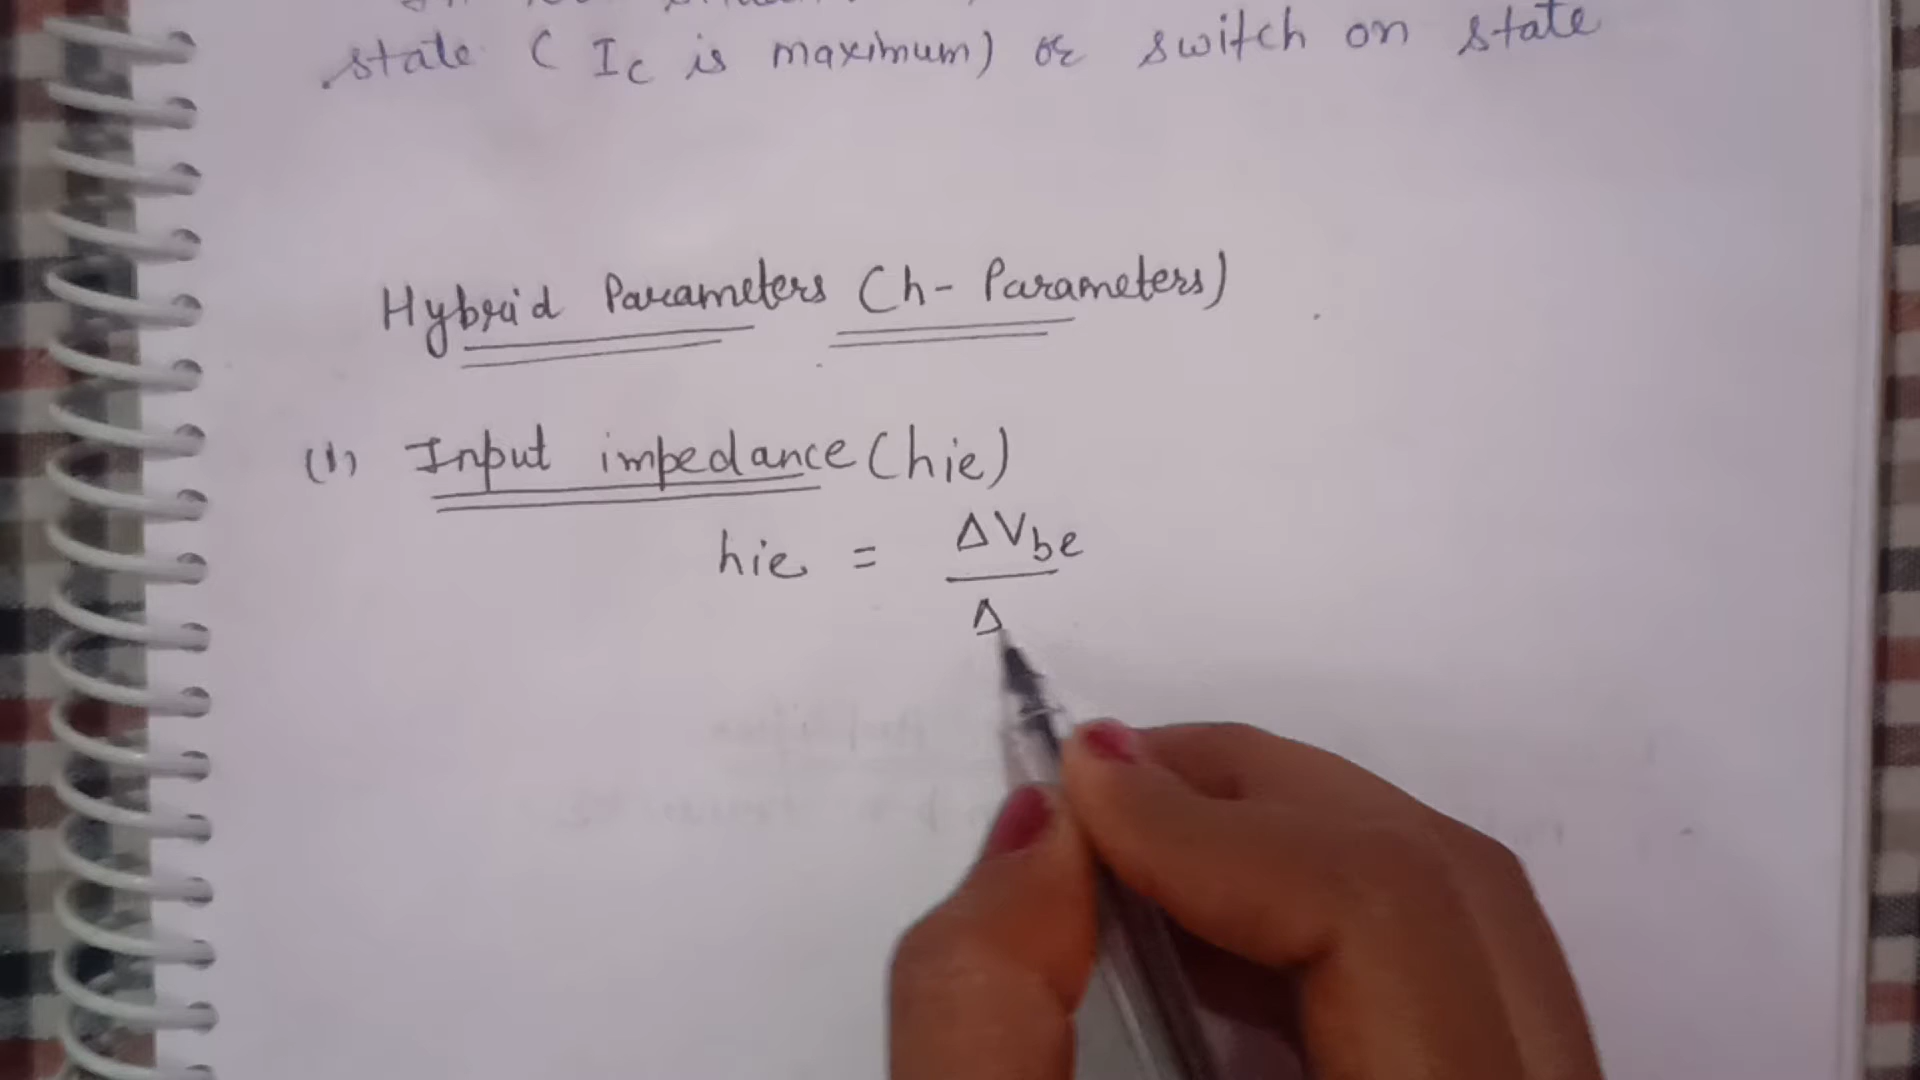 state ( Ic is maximum) or switch on state
Hybrid Parameters (h- Parameters)
(1) Input impedance (hie)
hie = ΔVbe
Δ